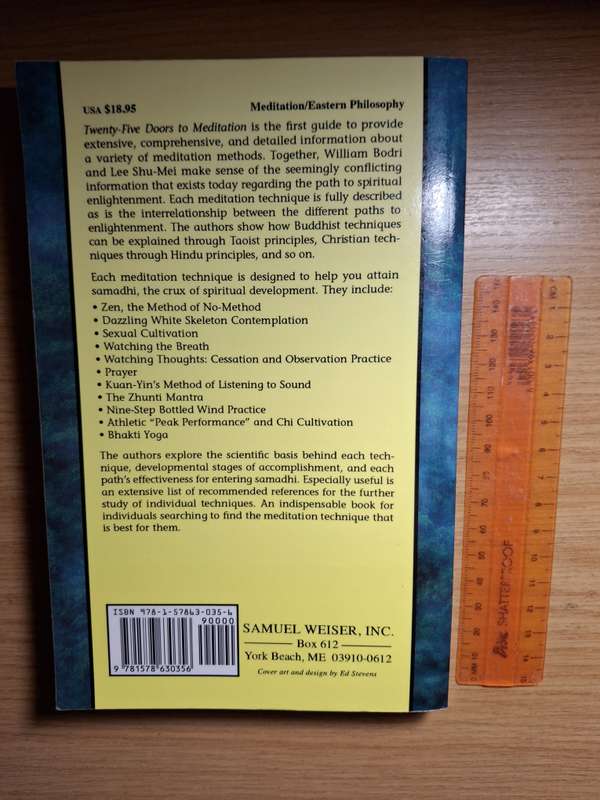 USA $18.95 Meditation/Eastern Philosophy
Twenty-Five Doors to Meditation is the first guide to provide
extensive, comprehensive, and detailed information about
a variety of meditation methods. Together, William Bodri
and Lee Shu-Mei make sense of the seemingly conflicting
information that exists today regarding the path to spiritual
enlightenment. Each meditation technique is fully described
as is the interrelationship between the different paths to
enlightenment. The authors show how Buddhist techniques
can be explained through Taoist principles, Christian tech-
niques through Hindu principles, and so on.
Each meditation technique is designed to help you attain
samadhi, the crux of spiritual development. They include:
• Zen, the Method of No-Method
• Dazzling White Skeleton Contemplation
• Sexual Cultivation
• Watching the Breath
• Watching Thoughts: Cessation and Observation Practice
• Prayer
• Kuan-Yin's Method of Listening to Sound
• The Zhunti Mantra
• Nine-Step Bottled Wind Practice
• Athletic "Peak Performance" and Chi Cultivation
• Bhakti Yoga
The authors explore the scientific basis behind each tech-
nique, developmental stages of accomplishment, and each
path's effectiveness for entering samadhi. Especially useful is
an extensive list of recommended references for the further
study of individual techniques. An indispensable book for
individuals searching to find the meditation technique that
is best for them.
ISBN 978-1-57863-035-6
90000
9 781578 630356
SAMUEL WEISER, INC.
Box 612
York Beach, ME 03910-0612
Cover art and design by Ed Stevens
SHATTERPROOF